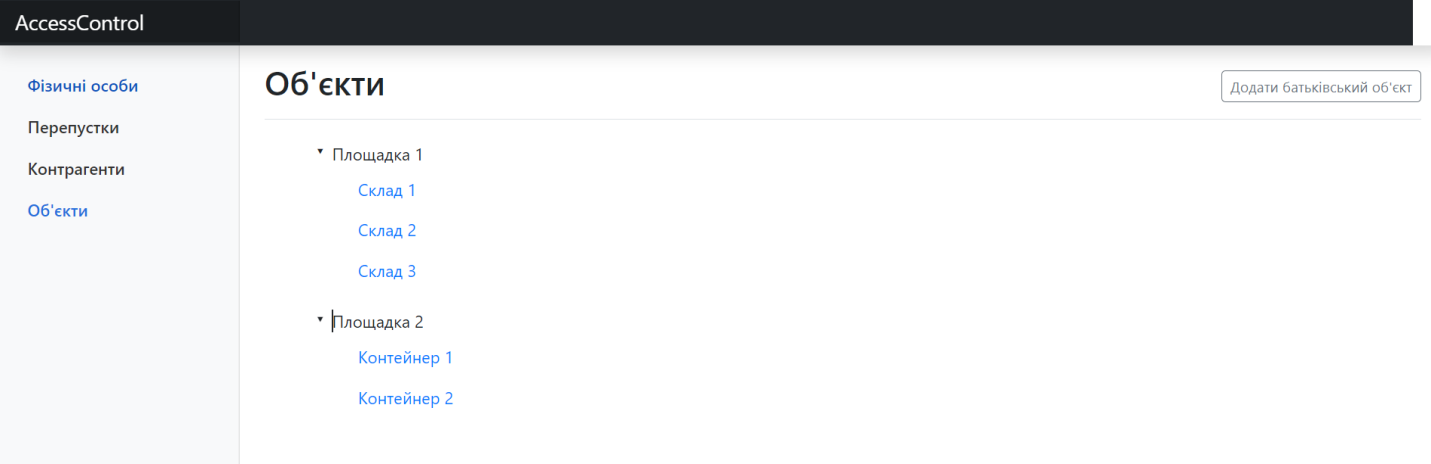 AccessControl
Фізичні особи
Перепустки
Контрагенти
Об'єкти
Об'єкти
Додати батьківський об'єкт
Площадка 1
Склад 1
Склад 2
Склад 3
Площадка 2
Контейнер 1
Контейнер 2